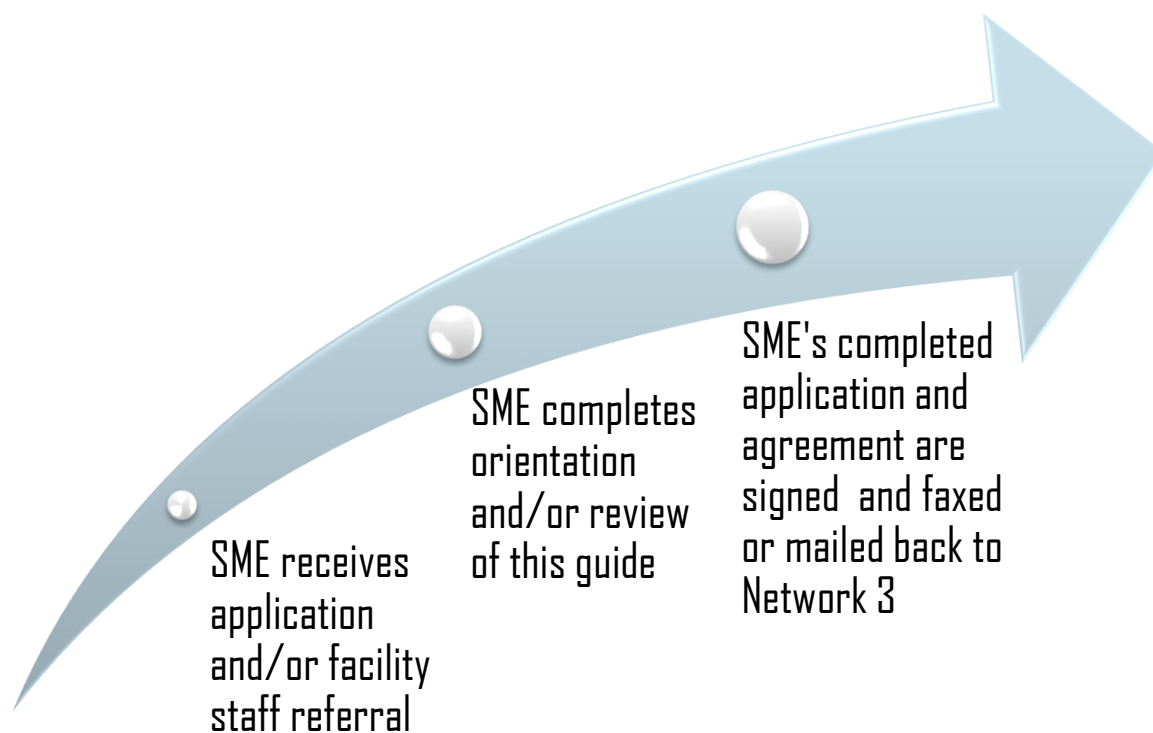 SME receives
application
and/or facility
staff referral
SME completes
orientation
and/or review
of this guide
SME's completed
application and
agreement are
signed  and faxed
or mailed back to
Network 3